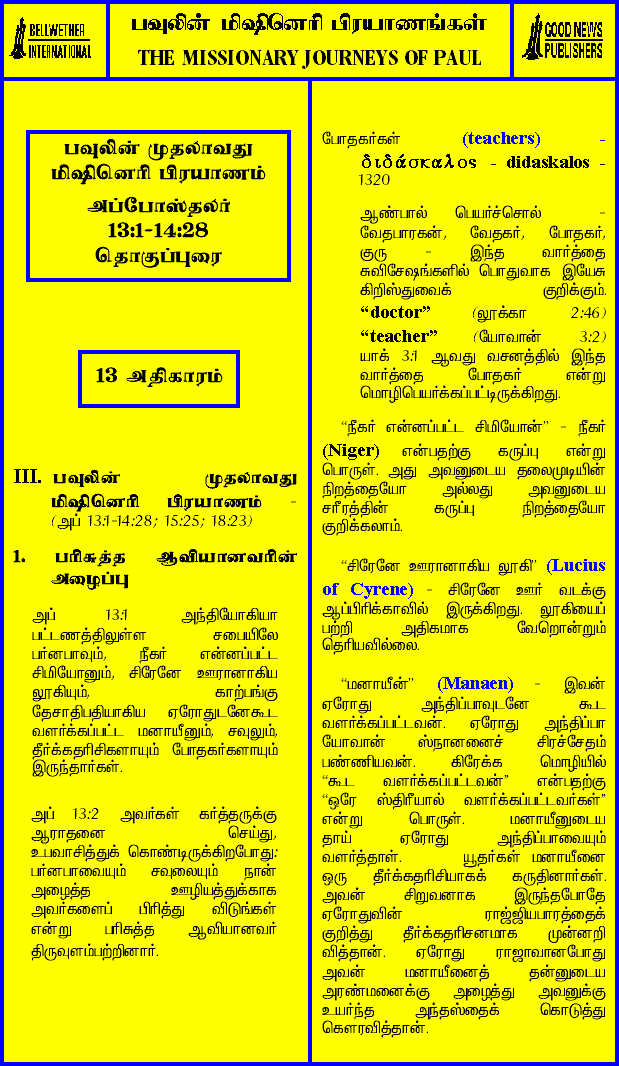 BELLWETHER
INTERNATIONAL
பவுலின் மிஷினெரி பிரயாணங்கள்
THE MISSIONARY JOURNEYS OF PAUL
GOOD NEWS
PUBLISHERS
பவுலின் முதலாவது
மிஷினெரி பிரயாணம்
அப்போஸ்தலர்
13:1-14:28
தொகுப்புரை
13 அதிகாரம்
III. பவுலின் முதலாவது
மிஷினெரி பிரயாணம் -
(அப் 13:1-14:28; 15:25; 18:23)
1. பரிசுத்த ஆவியானவரின்
அழைப்பு
அப் 13:1 அந்தியோகியா
பட்டணத்திலுள்ள சபையிலே
பர்னபாவும், நீகர் என்னப்பட்ட
சிமியோனும், சிரேனே ஊரானாகிய
லூகியும், காற்பங்கு
தேசாதிபதியாகிய ஏரோதுடனேகூட
வளர்க்கப்பட்ட மனாயீனும், சவுலும்,
தீர்க்கதரிசிகளாயும் போதகர்களாயும்
இருந்தார்கள்.
அப் 13:2 அவர்கள் கர்த்தருக்கு
ஆராதனை செய்து,
உபவாசித்துக் கொண்டிருக்கிறபோது:
பர்னபாவையும் சவுலையும் நான்
அழைத்த ஊழியத்துக்காக
அவர்களைப் பிரித்து விடுங்கள்
என்று பரிசுத்த ஆவியானவர்
திருவுளம்பற்றினார்.
போதகர்கள் (teachers) -
διδάσκαλος - didaskalos -
1320
ஆண்பால் பெயர்ச்சொல் -
வேதபாரகன், வேதகர், போதகர்,
குரு - இந்த வார்த்தை
சுவிசேஷங்களில் பொதுவாக இயேசு
கிறிஸ்துவைக் குறிக்கும்.
“doctor” (லூக்கா 2:46)
“teacher” (யோவான் 3:2)
யாக் 3:1 ஆவது வசனத்தில் இந்த
வார்த்தை போதகர் என்று
மொழிபெயர்க்கப்பட்டிருக்கிறது.
“நீகர் என்னப்பட்ட சிமியோன்” - நீகர்
(Niger) என்பதற்கு கருப்பு என்று
பொருள். அது அவனுடைய தலைமுடியின்
நிறத்தையோ அல்லது அவனுடைய
சரீரத்தின் கருப்பு நிறத்தையோ
குறிக்கலாம்.
“சிரேனே ஊரானாகிய லூகி” (Lucius
of Cyrene) - சிரேனே ஊர் வடக்கு
ஆப்பிரிக்காவில் இருக்கிறது. லூகியைப்
பற்றி அதிகமாக வேறொன்றும்
தெரியவில்லை.
“மனாயீன்” (Manaen) - இவன்
ஏரோது அந்திப்பாவுடனே கூட
வளர்க்கப்பட்டவன். ஏரோது அந்திப்பா
யோவான் ஸ்நானனைச் சிரச்சேதம்
பண்ணியவன். கிரேக்க மொழியில்
“கூட வளர்க்கப்பட்டவன்” என்பதற்கு
“ஒரே ஸ்திரீயால் வளர்க்கப்பட்டவர்கள்”
என்று பொருள். மனாயீனுடைய
தாய் ஏரோது அந்திப்பாவையும்
வளர்த்தாள். யூதர்கள் மனாயீனை
ஒரு தீர்க்கதரிசியாகக் கருதினார்கள்.
அவன் சிறுவனாக இருந்தபோதே
ஏரோதுவின் ராஜ்ஜியபாரத்தைக்
குறித்து தீர்க்கதரிசனமாக முன்னறி
வித்தான். ஏரோது ராஜாவானபோது
அவன் மனாயீனைத் தன்னுடைய
அரண்மனைக்கு அழைத்து அவனுக்கு
உயர்ந்த அந்தஸ்தைக் கொடுத்து
கௌரவித்தான்.